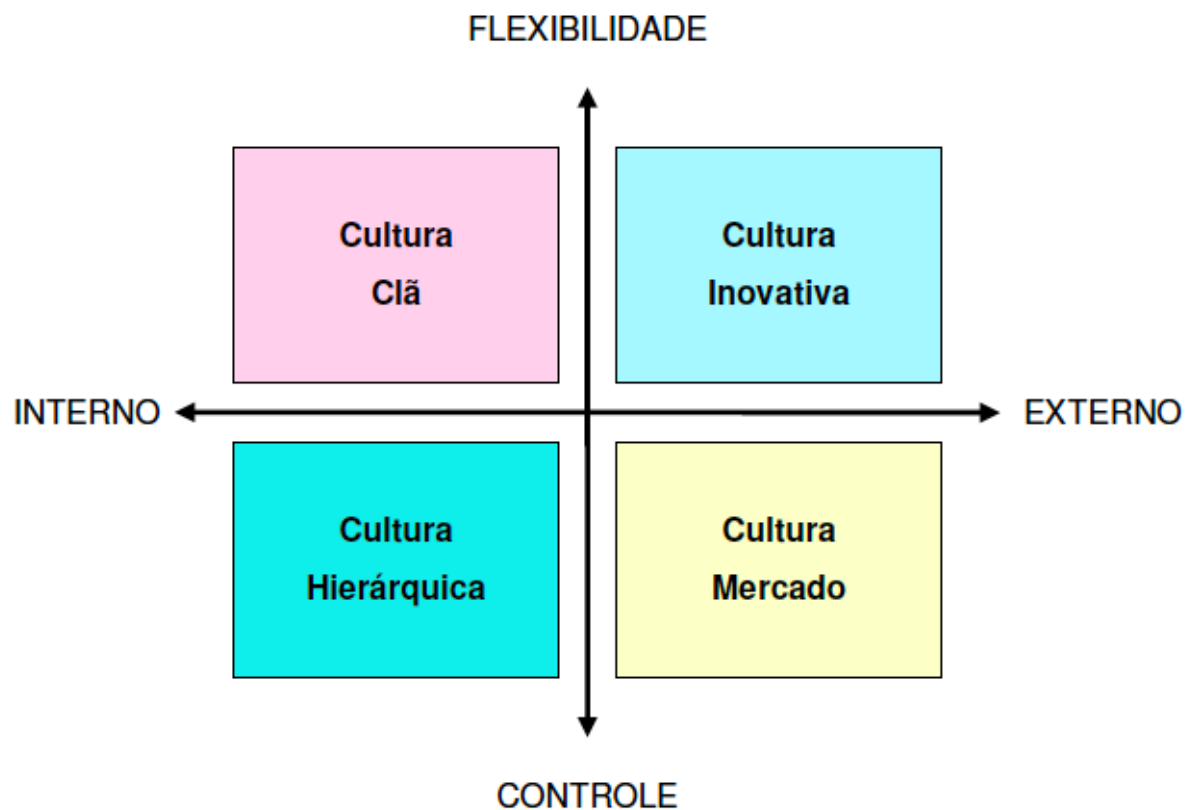 FLEXIBILIDADE
Cultura
Clã
Cultura
Inovativa
INTERNO
EXTERNO
Cultura
Hierárquica
Cultura
Mercado
CONTROLE